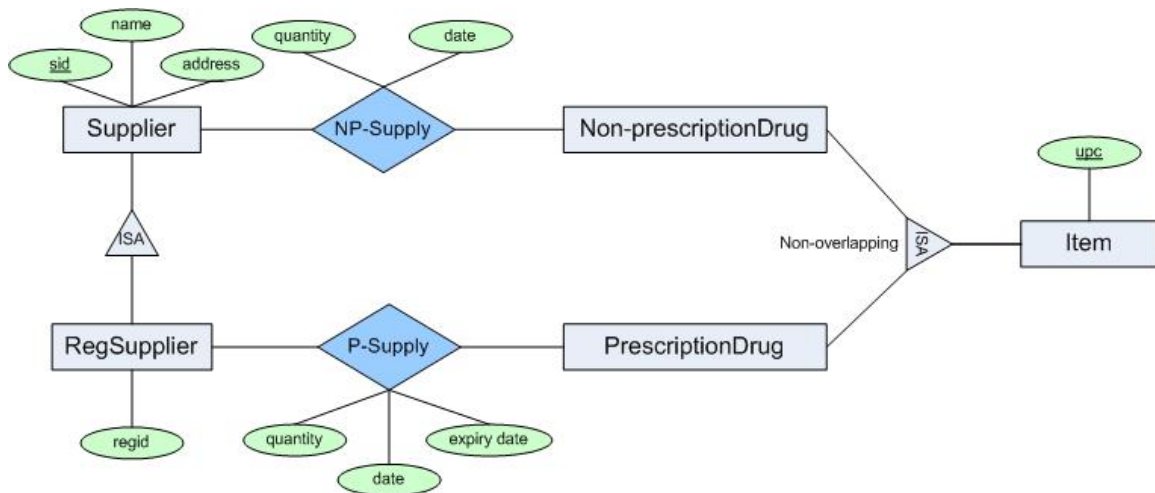 name
quantity
date
sid
address
Supplier
NP-Supply
Non-prescriptionDrug
upc
ISA
Non-overlapping
ISA
Item
RegSupplier
P-Supply
PrescriptionDrug
regid
quantity
expiry date
date